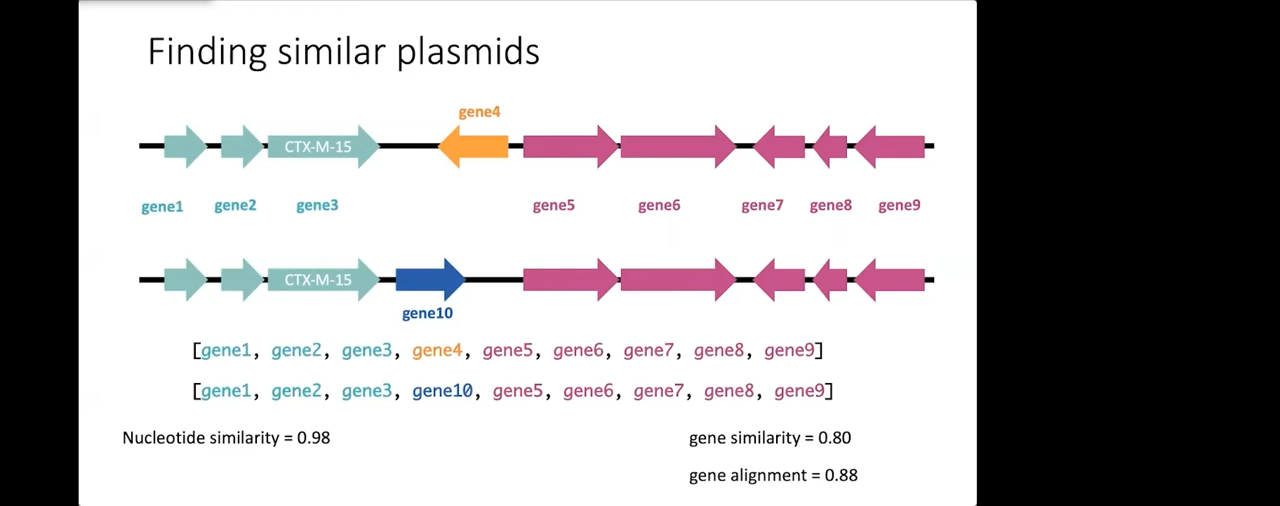 Finding similar plasmids
gene4
CTX-M-15
gene1 gene2 gene3 gene5 gene6 gene7 gene8 gene9
CTX-M-15
gene10
[gene1, gene2, gene3, gene4, gene5, gene6, gene7, gene8, gene9]
[gene1, gene2, gene3, gene10, gene5, gene6, gene7, gene8, gene9]
Nucleotide similarity = 0.98 gene similarity = 0.80
gene alignment = 0.88